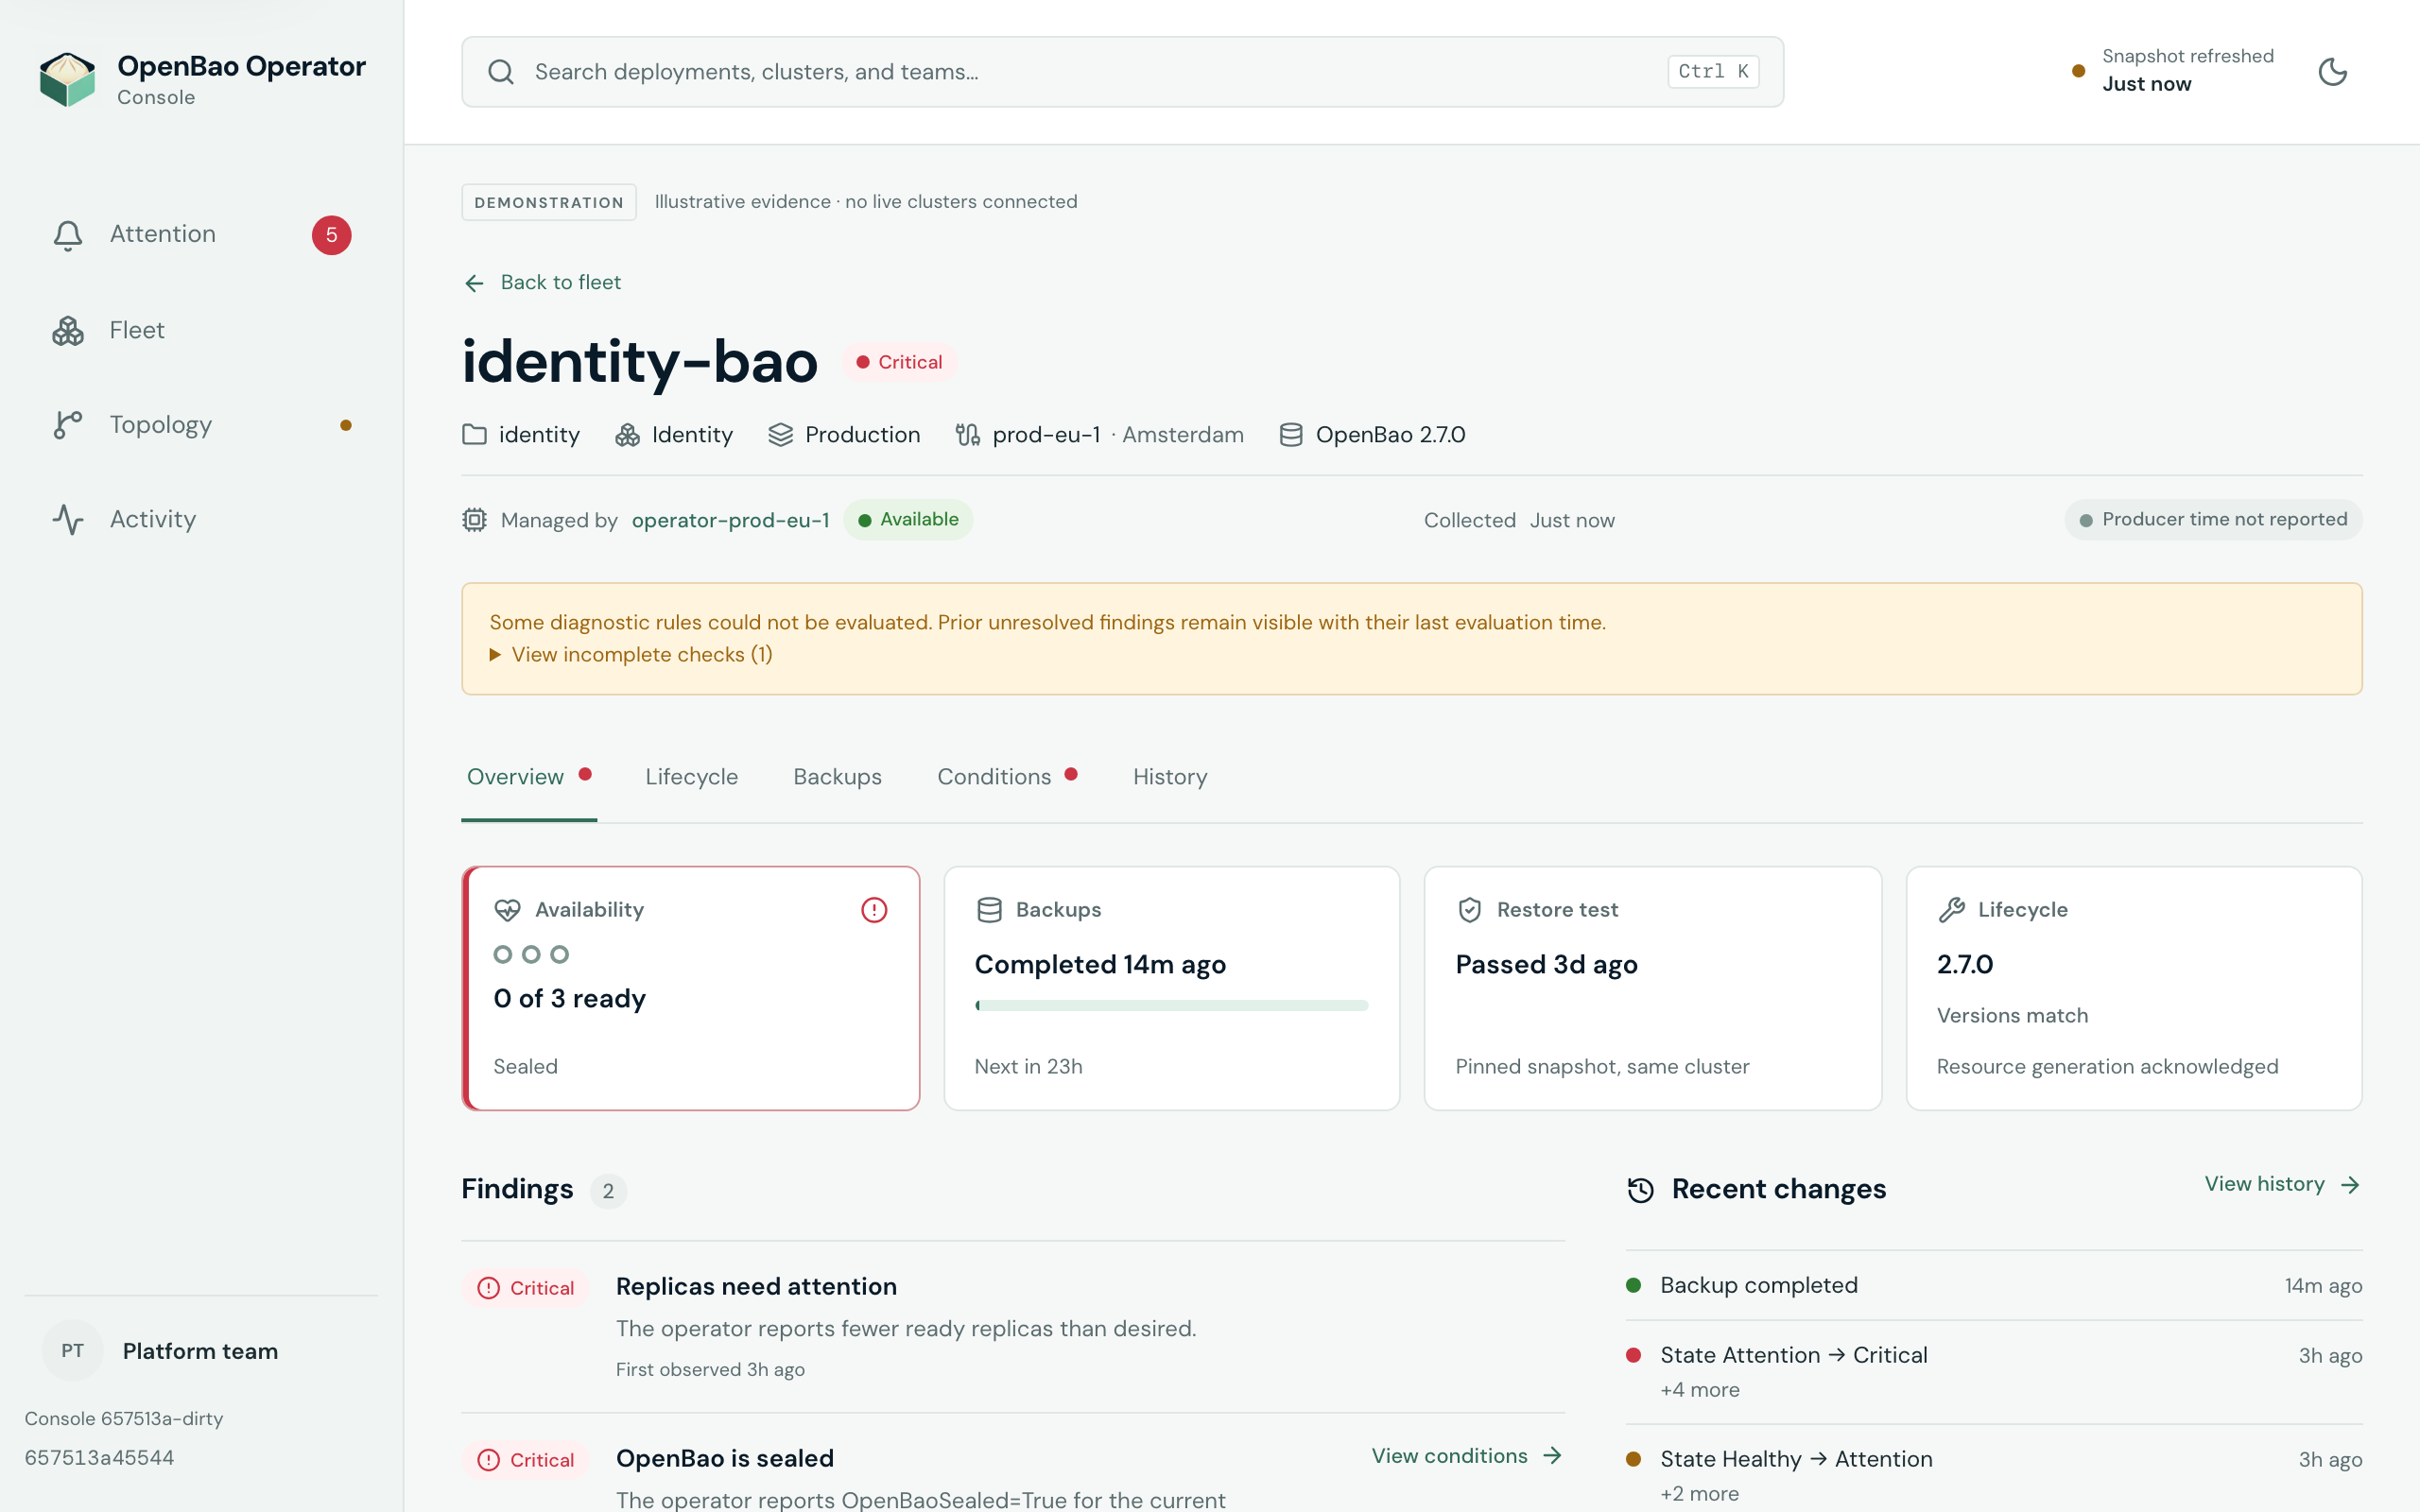 OpenBao Operator
Console
Search deployments, clusters, and teams...
Ctrl K
Snapshot refreshed
Just now
Attention
5
Fleet
Topology
Activity
DEMONSTRATION
Illustrative evidence · no live clusters connected
Back to fleet
identity-bao
Critical
identity
Identity
Production
prod-eu-1 · Amsterdam
OpenBao 2.7.0
Managed by operator-prod-eu-1
Available
Collected Just now
Producer time not reported
Some diagnostic rules could not be evaluated. Prior unresolved findings remain visible with their last evaluation time.
View incomplete checks (1)
Overview
Lifecycle
Backups
Conditions
History
Availability
0 of 3 ready
Sealed
Backups
Completed 14m ago
Next in 23h
Restore test
Passed 3d ago
Pinned snapshot, same cluster
Lifecycle
2.7.0
Versions match
Resource generation acknowledged
Findings 2
Critical
Replicas need attention
The operator reports fewer ready replicas than desired.
First observed 3h ago
Critical
OpenBao is sealed
View conditions
The operator reports OpenBaoSealed=True for the current
Recent changes
View history
Backup completed
14m ago
State Attention → Critical
3h ago
+4 more
State Healthy → Attention
3h ago
+2 more
PT
Platform team
Console 657513a-dirty
657513a45544